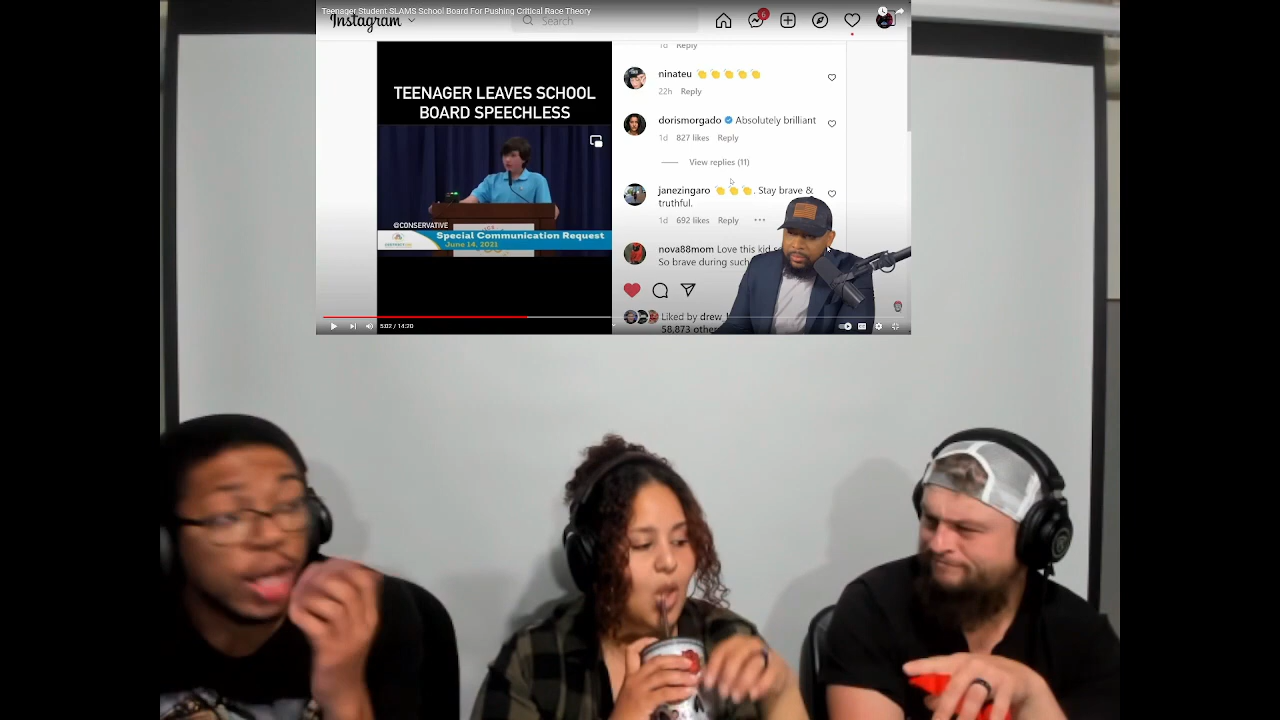 Teenager Student SLAMS School Board For Pushing Critical Race Theory
Instagram
Search
6
1d Reply
ninateu 👏👏👏👏👏
22h Reply
TEENAGER LEAVES SCHOOL
BOARD SPEECHLESS
dorismorgado Absolutely brilliant
1d 827 likes Reply
View replies (11)
janezingaro 👏👏👏. Stay brave &
truthful.
1d 692 likes Reply
@CONSERVATIVE
Special Communication Request
June 14, 2021
nova88mom Love this kid
So brave during such
Liked by drew_
58,873
5:02 / 14:20